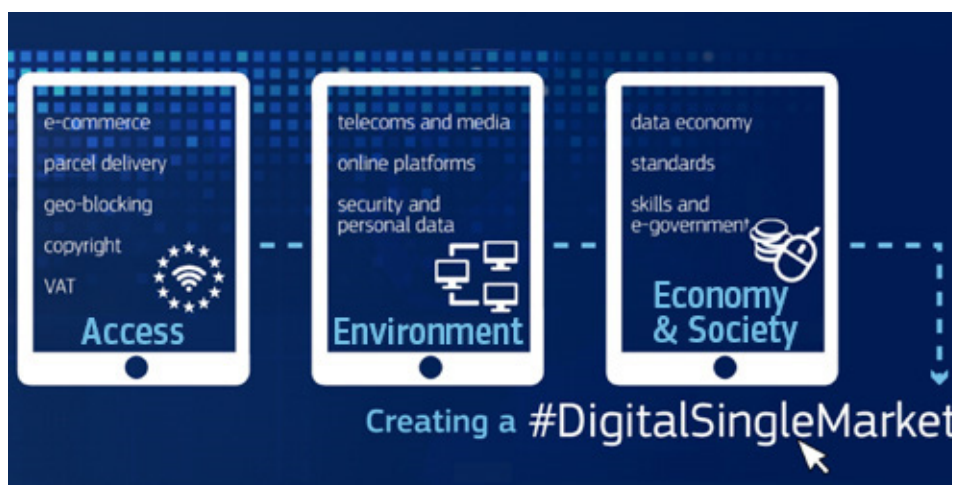 e-commerce
parcel delivery
geo-blocking
copyright
VAT
Access
telecoms and media
online platforms
security and
personal data
Environment
data economy
standards
skills and
e-government
Economy
& Society
Creating a #DigitalSingleMarket